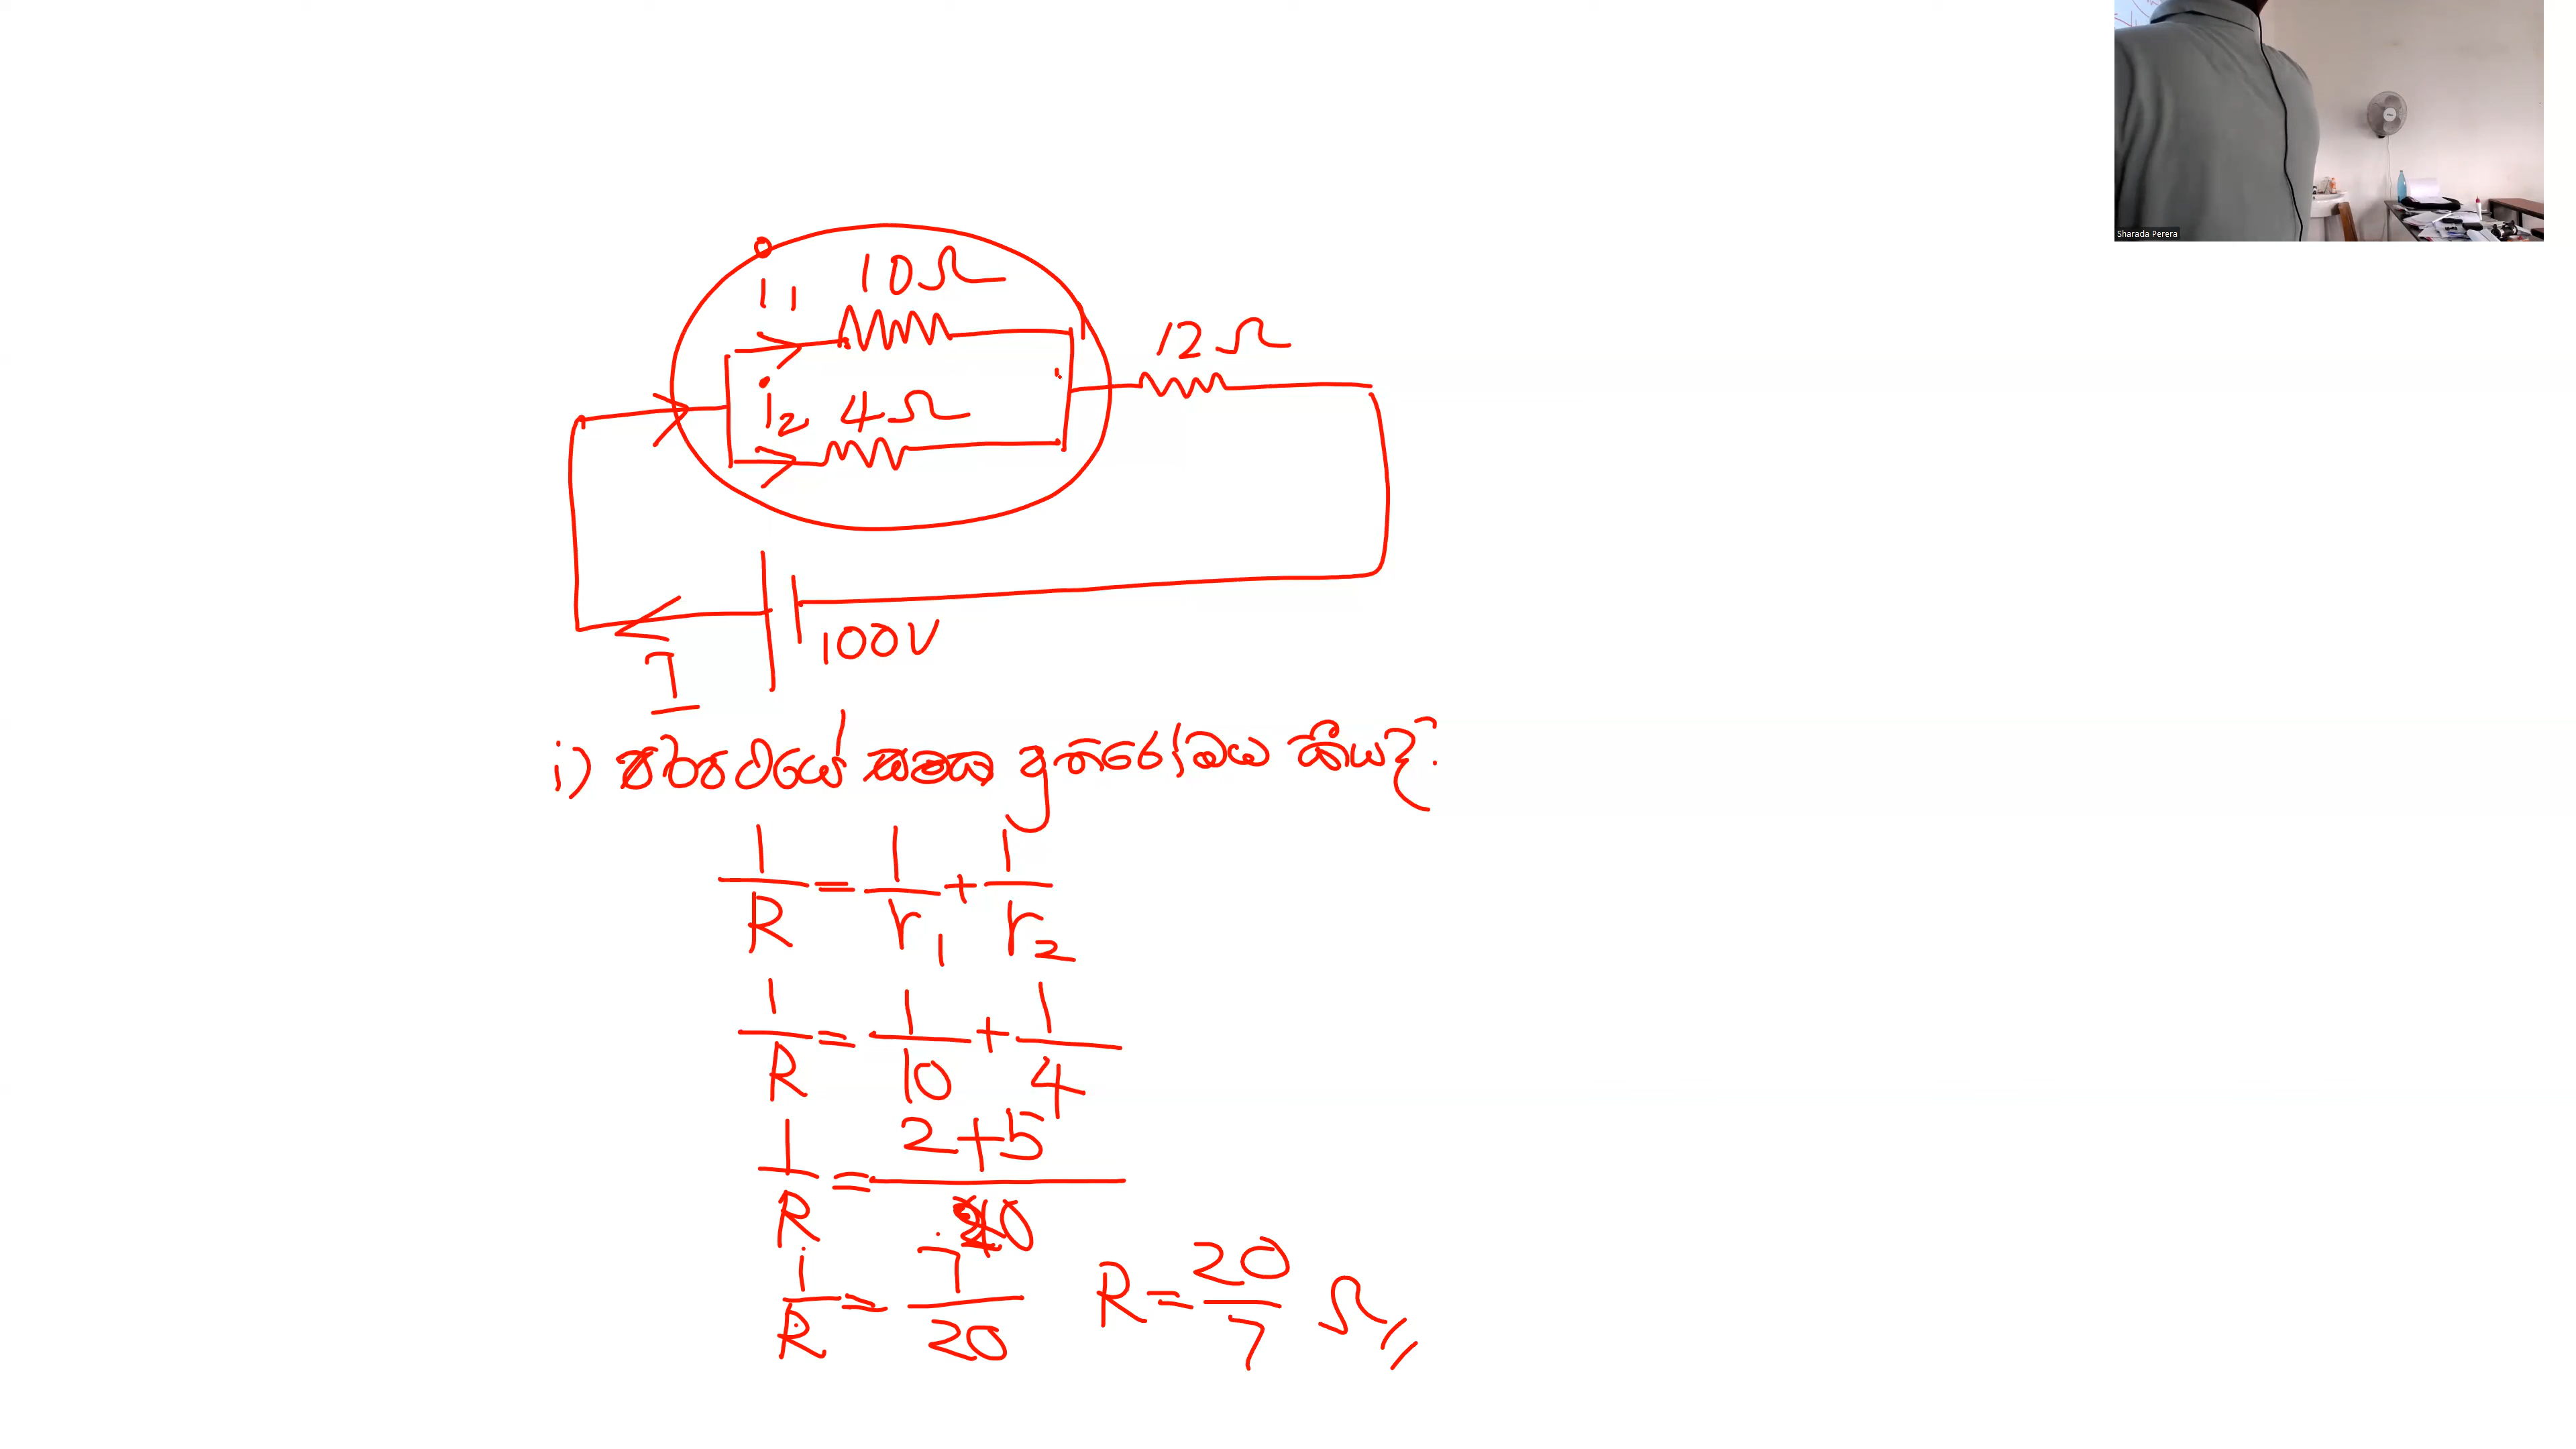 i₁ 10Ω
12Ω
i₂ 4Ω
100V
I
i) පරිපථයේ සමක ප්‍රතිරෝධය කීයද?
1/R = 1/r₁ + 1/r₂
1/R = 1/10 + 1/4
1/R = 2+5/20
1/R = 7/20 R = 20/7 Ω//
Sharada Perera